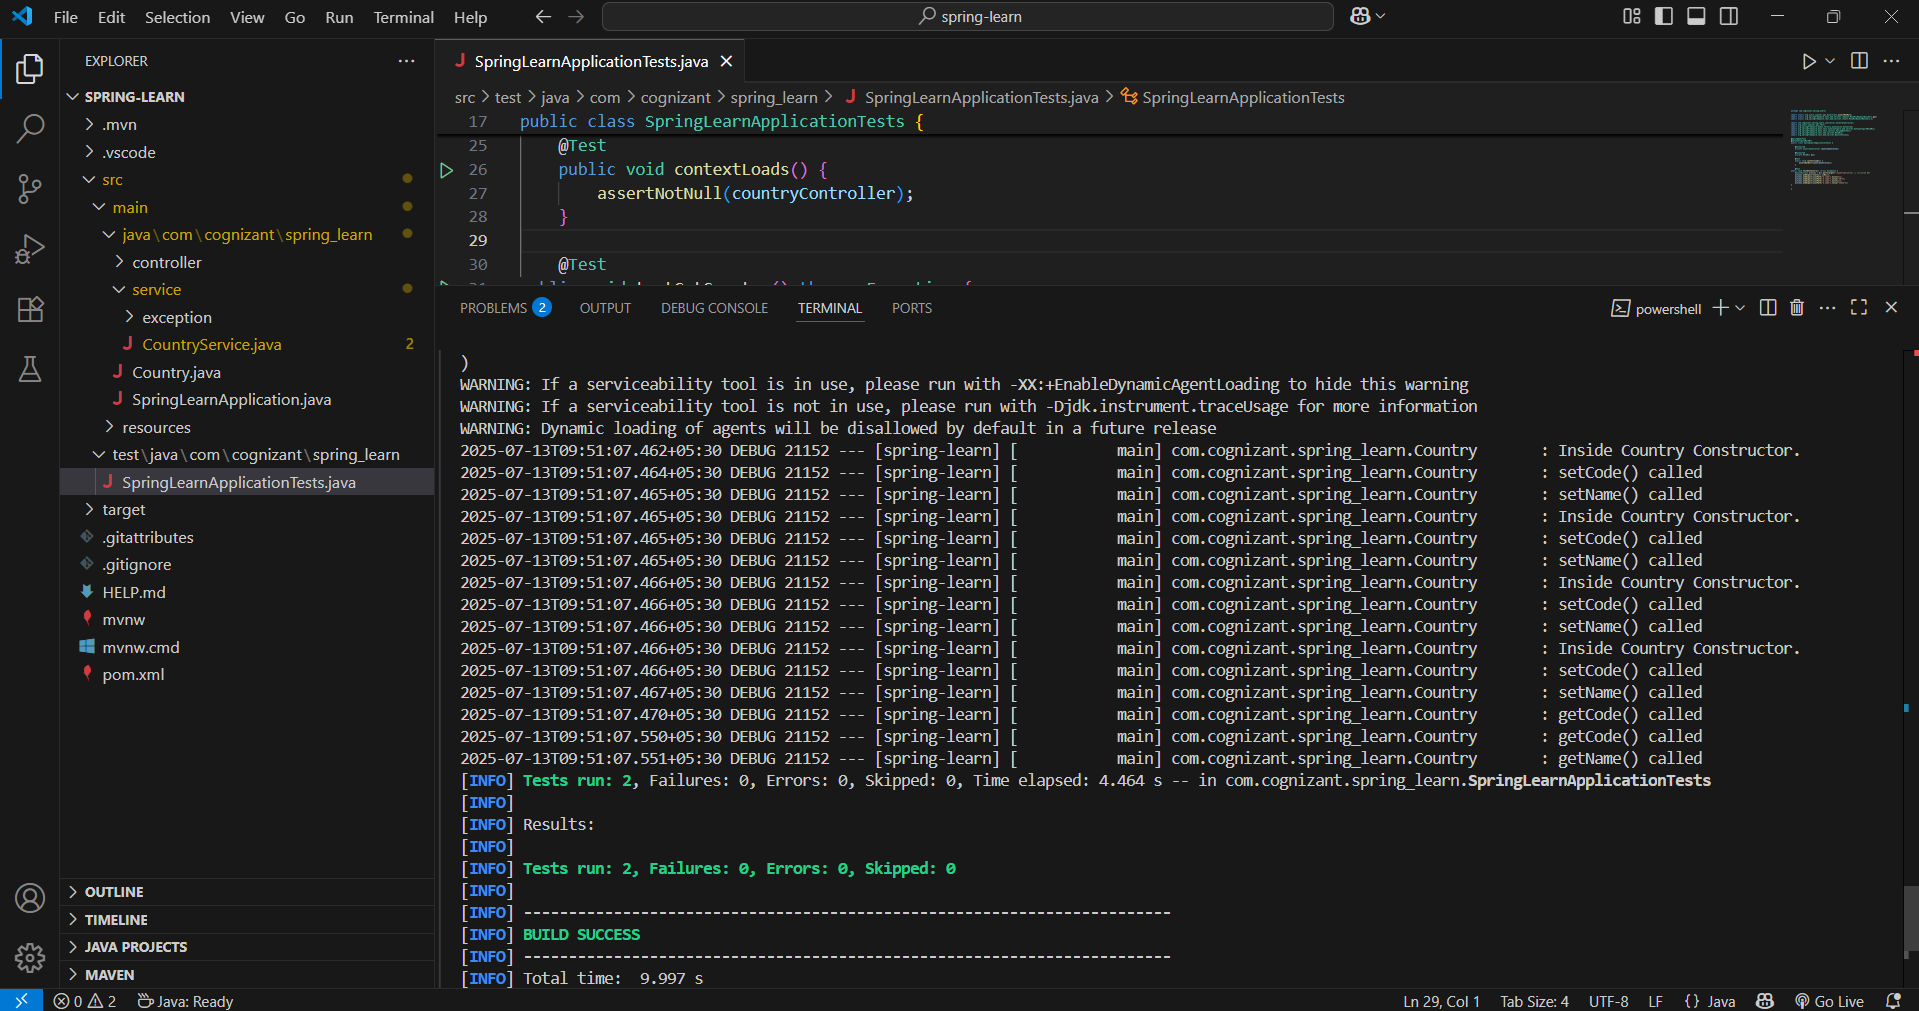 File Edit Selection View Go Run Terminal Help
spring-learn
EXPLORER
SPRING-LEARN
.mvn
.vscode
src
main
java\com\cognizant\spring_learn
controller
service
exception
CountryService.java 2
Country.java
SpringLearnApplication.java
resources
test\java\com\cognizant\spring_learn
SpringLearnApplicationTests.java
target
.gitattributes
.gitignore
HELP.md
mvnw
mvnw.cmd
pom.xml
OUTLINE
TIMELINE
JAVA PROJECTS
MAVEN
SpringLearnApplicationTests.java
src > test > java > com > cognizant > spring_learn > SpringLearnApplicationTests.java > SpringLearnApplicationTests
17 public class SpringLearnApplicationTests {
25 @Test
26 public void contextLoads() {
27 assertNotNull(countryController);
28 }
29
30 @Test
PROBLEMS 2 OUTPUT DEBUG CONSOLE TERMINAL PORTS
powershell
)
WARNING: If a serviceability tool is in use, please run with -XX:+EnableDynamicAgentLoading to hide this warning
WARNING: If a serviceability tool is not in use, please run with -Djdk.instrument.traceUsage for more information
WARNING: Dynamic loading of agents will be disallowed by default in a future release
2025-07-13T09:51:07.462+05:30 DEBUG 21152 --- [spring-learn] [           main] com.cognizant.spring_learn.Country       : Inside Country Constructor.
2025-07-13T09:51:07.464+05:30 DEBUG 21152 --- [spring-learn] [           main] com.cognizant.spring_learn.Country       : setCode() called
2025-07-13T09:51:07.465+05:30 DEBUG 21152 --- [spring-learn] [           main] com.cognizant.spring_learn.Country       : setName() called
2025-07-13T09:51:07.465+05:30 DEBUG 21152 --- [spring-learn] [           main] com.cognizant.spring_learn.Country       : Inside Country Constructor.
2025-07-13T09:51:07.465+05:30 DEBUG 21152 --- [spring-learn] [           main] com.cognizant.spring_learn.Country       : setCode() called
2025-07-13T09:51:07.465+05:30 DEBUG 21152 --- [spring-learn] [           main] com.cognizant.spring_learn.Country       : setName() called
2025-07-13T09:51:07.466+05:30 DEBUG 21152 --- [spring-learn] [           main] com.cognizant.spring_learn.Country       : Inside Country Constructor.
2025-07-13T09:51:07.466+05:30 DEBUG 21152 --- [spring-learn] [           main] com.cognizant.spring_learn.Country       : setCode() called
2025-07-13T09:51:07.466+05:30 DEBUG 21152 --- [spring-learn] [           main] com.cognizant.spring_learn.Country       : setName() called
2025-07-13T09:51:07.466+05:30 DEBUG 21152 --- [spring-learn] [           main] com.cognizant.spring_learn.Country       : Inside Country Constructor.
2025-07-13T09:51:07.466+05:30 DEBUG 21152 --- [spring-learn] [           main] com.cognizant.spring_learn.Country       : setCode() called
2025-07-13T09:51:07.467+05:30 DEBUG 21152 --- [spring-learn] [           main] com.cognizant.spring_learn.Country       : setName() called
2025-07-13T09:51:07.470+05:30 DEBUG 21152 --- [spring-learn] [           main] com.cognizant.spring_learn.Country       : getCode() called
2025-07-13T09:51:07.550+05:30 DEBUG 21152 --- [spring-learn] [           main] com.cognizant.spring_learn.Country       : getCode() called
2025-07-13T09:51:07.551+05:30 DEBUG 21152 --- [spring-learn] [           main] com.cognizant.spring_learn.Country       : getName() called
[INFO] Tests run: 2, Failures: 0, Errors: 0, Skipped: 0, Time elapsed: 4.464 s -- in com.cognizant.spring_learn.SpringLearnApplicationTests
[INFO]
[INFO] Results:
[INFO]
[INFO] Tests run: 2, Failures: 0, Errors: 0, Skipped: 0
[INFO]
[INFO] ------------------------------------------------------------------------
[INFO] BUILD SUCCESS
[INFO] ------------------------------------------------------------------------
[INFO] Total time:  9.997 s
0 2 Java: Ready Ln 29, Col 1 Tab Size: 4 UTF-8 LF {} Java Go Live